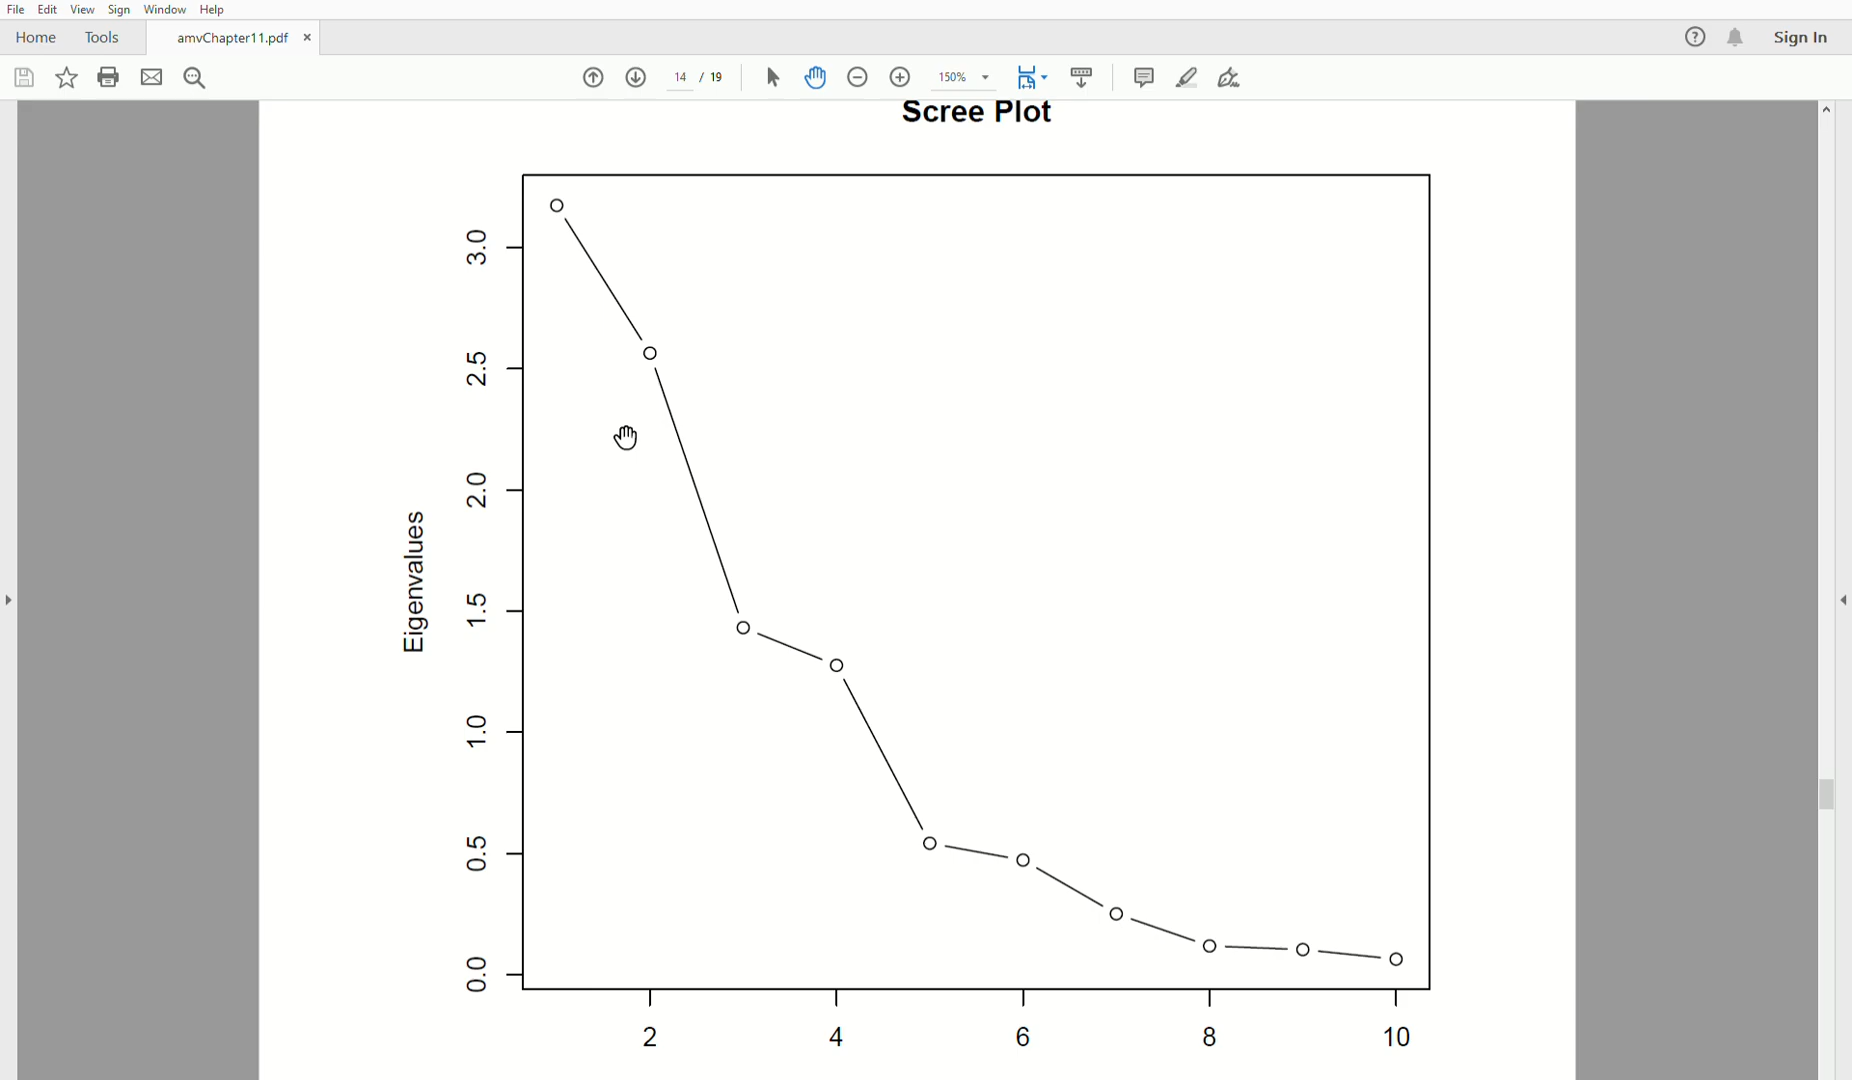 File Edit View Sign Window Help
Home Tools amvChapter11.pdf × ? Sign In
14 / 19 150%
Scree Plot
3.0
2.5
2.0
1.5
1.0
0.5
0.0
Eigenvalues
2 4 6 8 10